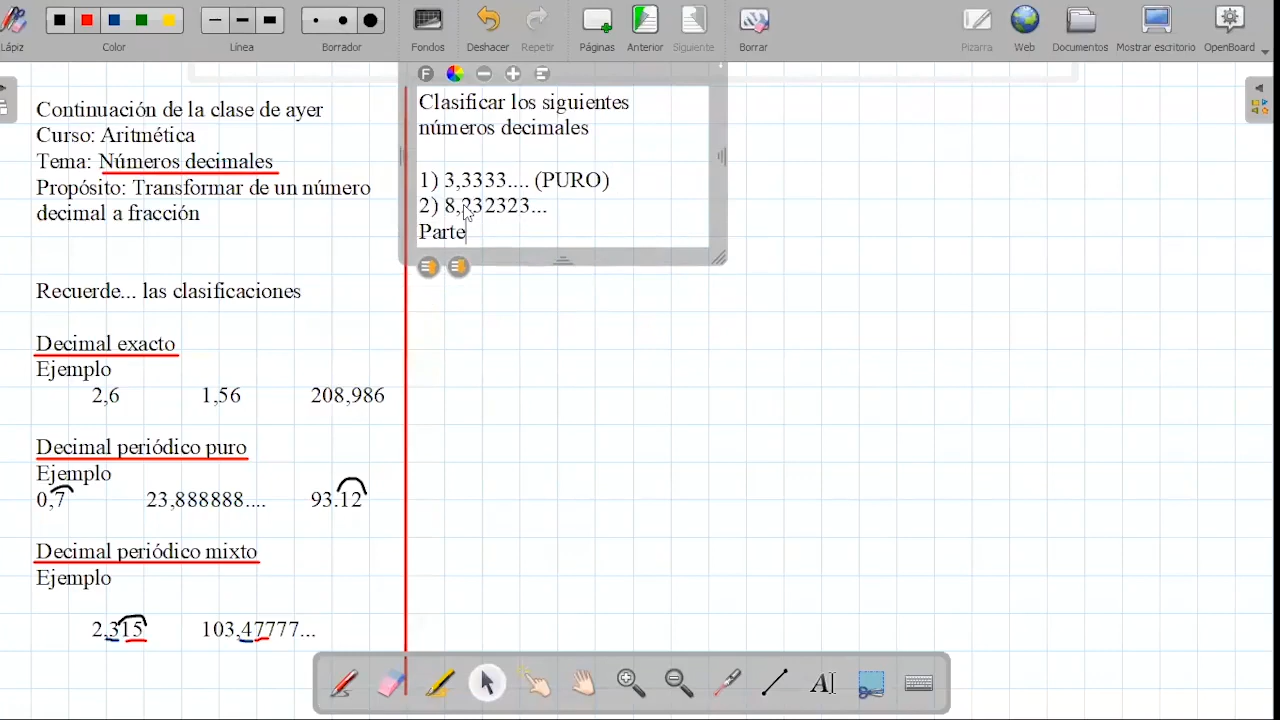 Lápiz
Color
Línea
Borrador
Fondos
Deshacer
Repetir
Páginas
Anterior
Siguiente
Borrar
Pizarra
Web
Documentos
Mostrar escritorio
OpenBoard
F
Continuación de la clase de ayer
Curso: Aritmética
Tema: Números decimales
Propósito: Transformar de un número
decimal a fracción
Recuerde... las clasificaciones
Decimal exacto
Ejemplo
2,6 1,56 208,986
Decimal periódico puro
Ejemplo
0,7 23,888888.... 93.12
Decimal periódico mixto
Ejemplo
2,315 103,47777...
Clasificar los siguientes
números decimales
1) 3,3333.... (PURO)
2) 8,232323...
Parte